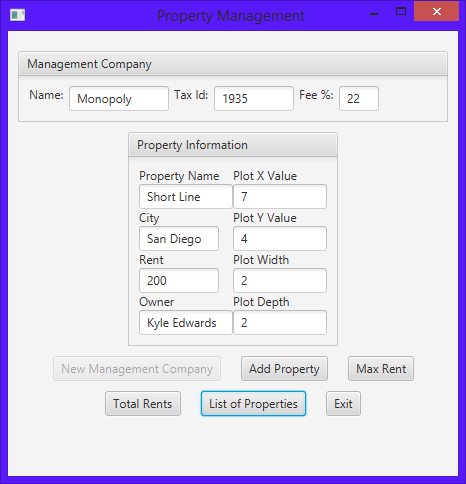 Property Management
Management Company
Name: Monopoly Tax Id: 1935 Fee %: 22
Property Information
Property Name Plot X Value
Short Line 7
City Plot Y Value
San Diego 4
Rent Plot Width
200 2
Owner Plot Depth
Kyle Edwards 2
New Management Company Add Property Max Rent
Total Rents List of Properties Exit